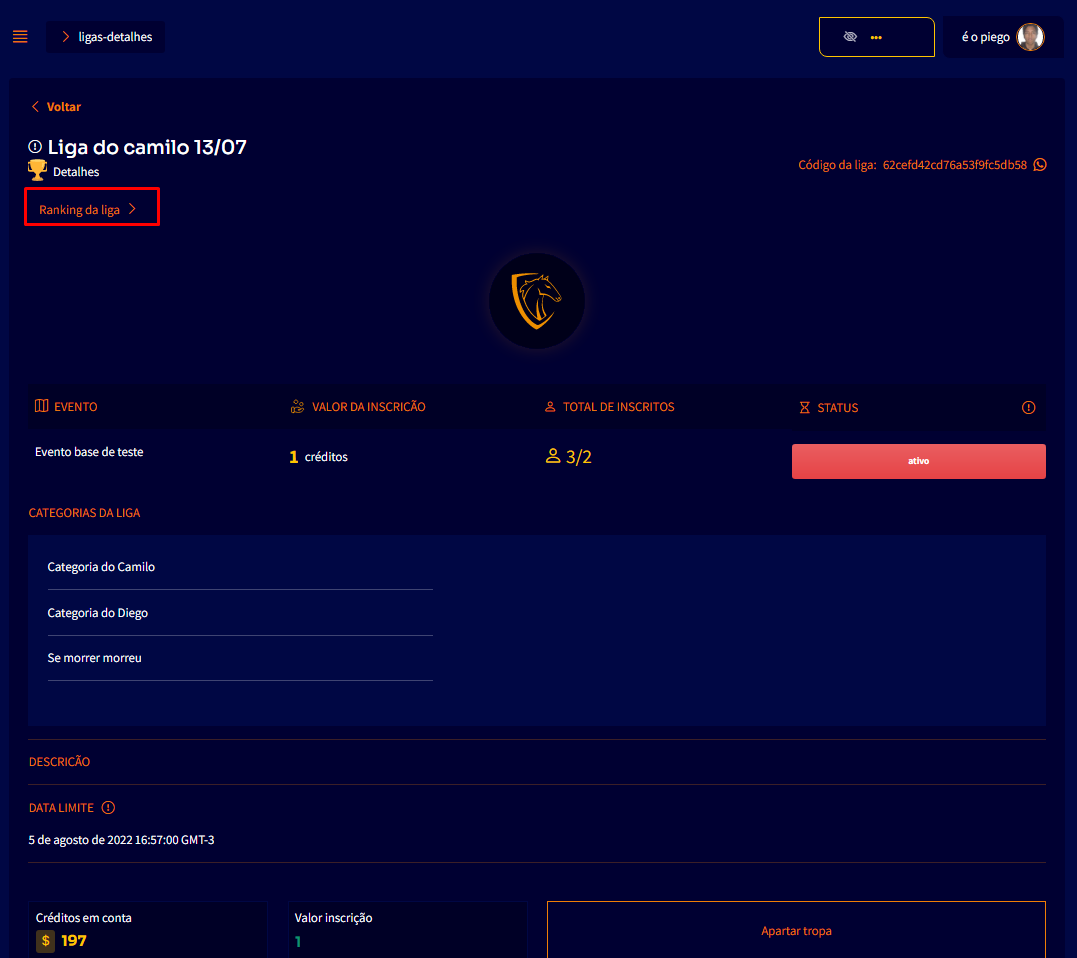 ligas-detalhes
é o piego
Voltar
Liga do camilo 13/07
Detalhes
Código da liga: 62cefd42cd76a53f9fc5db58
Ranking da liga
EVENTO
VALOR DA INSCRICÃO
TOTAL DE INSCRITOS
STATUS
Evento base de teste
1 créditos
3/2
ativo
CATEGORIAS DA LIGA
Categoria do Camilo
Categoria do Diego
Se morrer morreu
DESCRICÃO
DATA LIMITE
5 de agosto de 2022 16:57:00 GMT-3
Créditos em conta
$ 197
Valor inscrição
1
Apartar tropa